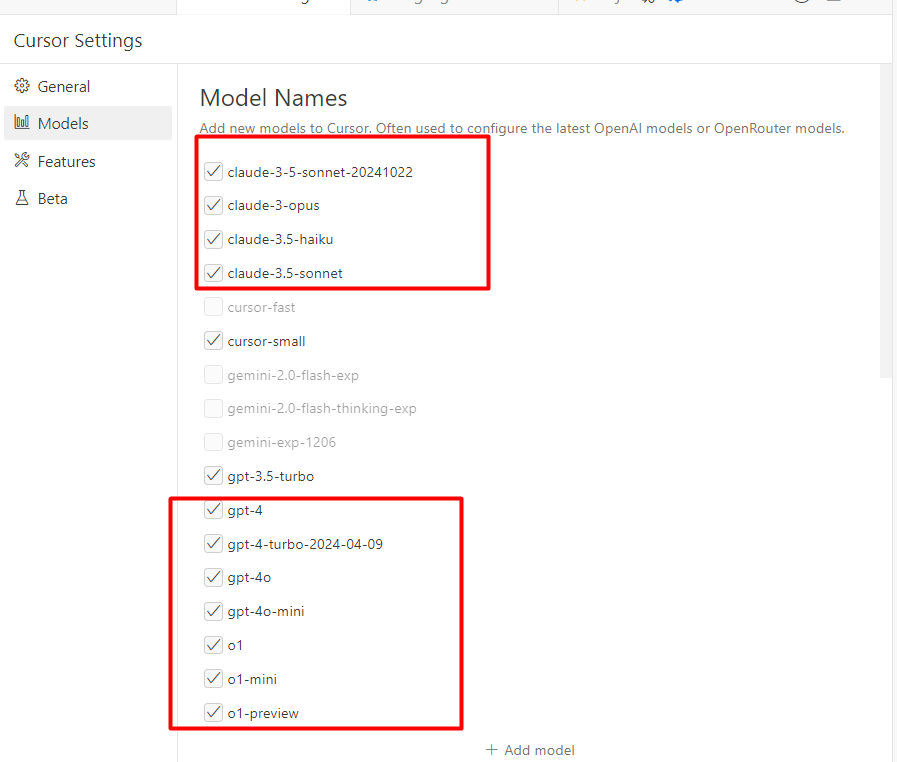 Cursor Settings
General
Models
Features
Beta
Model Names
Add new models to Cursor. Often used to configure the latest OpenAI models or OpenRouter models.
claude-3-5-sonnet-20241022
claude-3-opus
claude-3.5-haiku
claude-3.5-sonnet
cursor-fast
cursor-small
gemini-2.0-flash-exp
gemini-2.0-flash-thinking-exp
gemini-exp-1206
gpt-3.5-turbo
gpt-4
gpt-4-turbo-2024-04-09
gpt-4o
gpt-4o-mini
o1
o1-mini
o1-preview
+ Add model